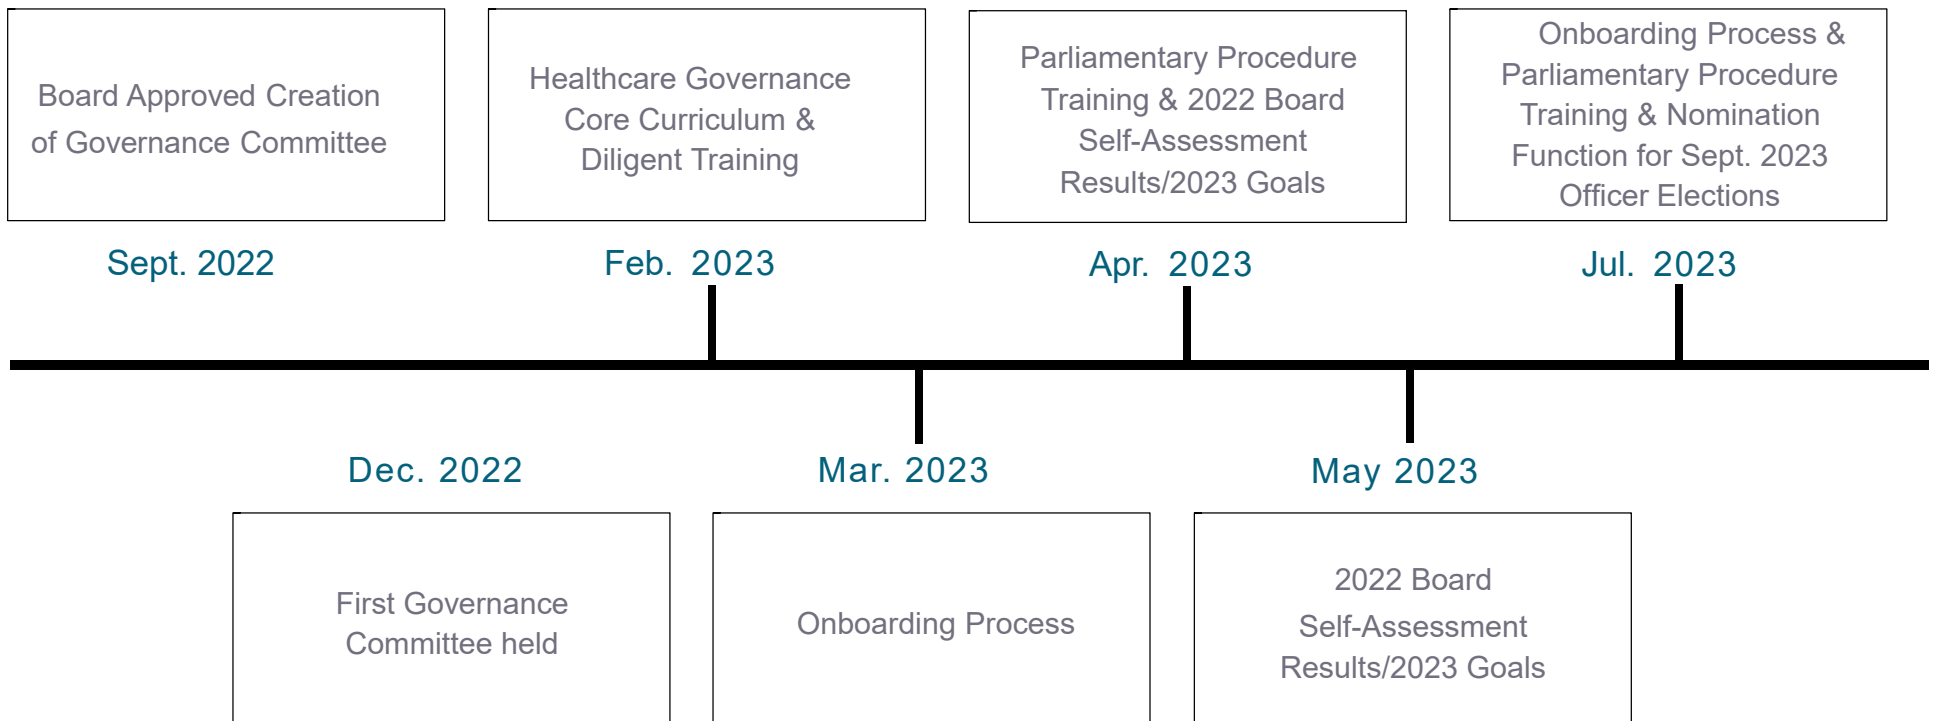 Board Approved Creation
of Governance Committee
Healthcare Governance
Core Curriculum &
Diligent Training
Parliamentary Procedure
Training & 2022 Board
Self-Assessment
Results/2023 Goals
Onboarding Process &
Parliamentary Procedure
Training & Nomination
Function for Sept. 2023
Officer Elections
Sept. 2022
Feb. 2023
Apr. 2023
Jul. 2023
Dec. 2022
Mar. 2023
May 2023
First Governance
Committee held
Onboarding Process
2022 Board
Self-Assessment
Results/2023 Goals